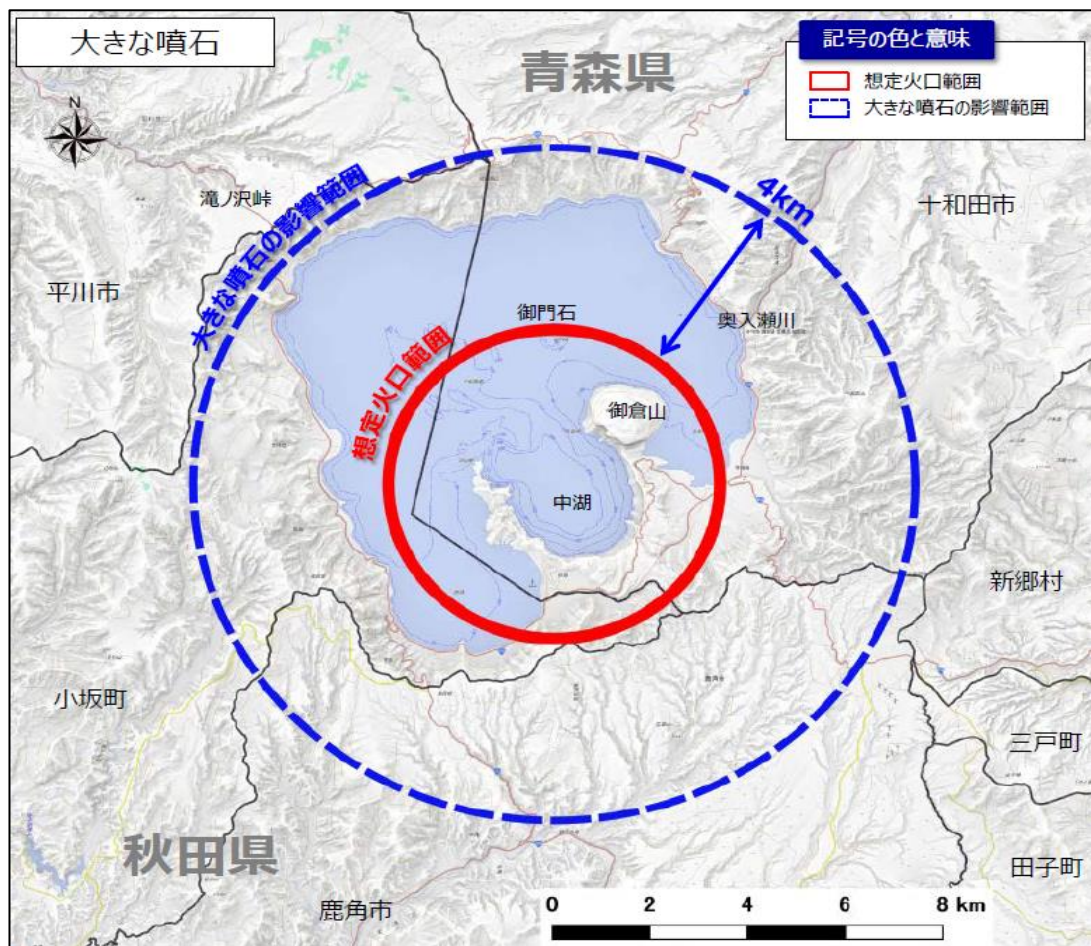 大きな噴石
記号の色と意味
想定火口範囲
大きな噴石の影響範囲
青森県
N
滝ノ沢峠
大きな噴石の影響範囲
4km
十和田市
平川市
御門石
奥入瀬川
想定火口範囲
御倉山
中湖
新郷村
小坂町
三戸町
秋田県
田子町
鹿角市
0 2 4 6 8 km